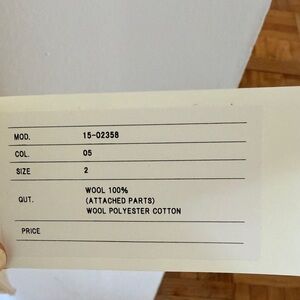 MOD. 15-02358
COL. 05
SIZE 2
QUT. WOOL 100%
(ATTACHED PARTS)
WOOL POLYESTER COTTON
PRICE